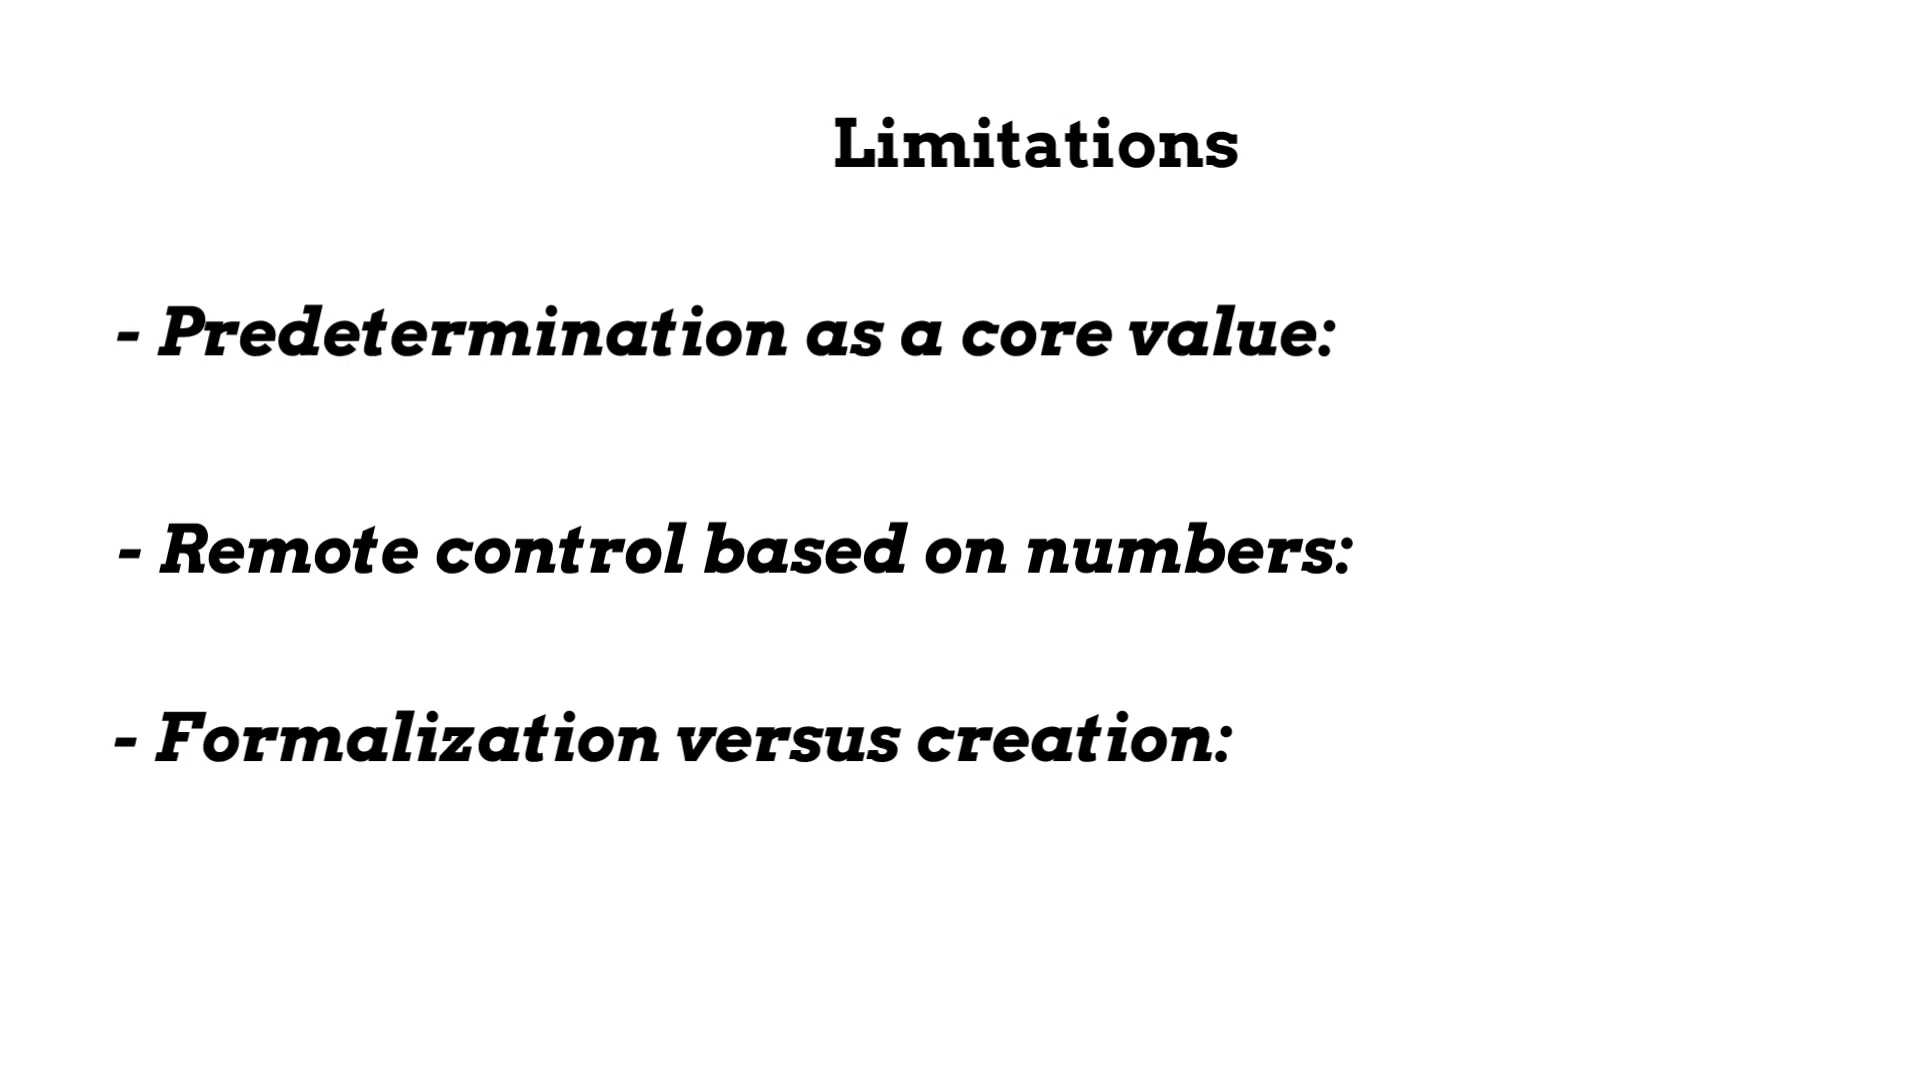 Limitations
- Predetermination as a core value:
- Remote control based on numbers:
- Formalization versus creation: